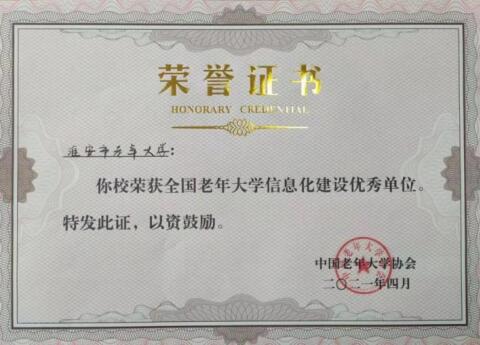 荣誉证书
HONORARY CREDENTIAL
淮安市老年大学：
你校荣获全国老年大学信息化建设优秀单位。
特发此证，以资鼓励。
中国老年大学协会
二〇二一年四月